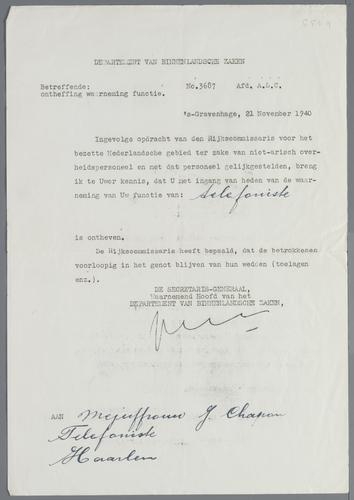 DEPARTEMENT VAN BINNENLANDSCHE ZAKEN
Betreffende: No.3687 Afd. A.&C.
ontheffing waarneming functie.
's-Gravenhage, 21 November 1940
Ingevolge opdracht van den Rijkscommissaris voor het
bezette Nederlandsche gebied ter zake van niet-arisch over-
heidspersoneel en met dat personeel gelijkgestelden, breng
ik te Uwer kennis, dat U met ingang van heden van de waar-
neming van Uw functie van: telefoniste
is ontheven.
De Rijkscommissaris heeft bepaald, dat de betrokkenen
voorloopig in het genot blijven van hun wedden (toelagen
enz.).
DE SECRETARIS-GENERAAL,
Waarnemend Hoofd van het
DEPARTEMENT VAN BINNENLANDSCHE ZAKEN,
AAN Mejuffrouw J. Chapon
Telefoniste
Haarlem